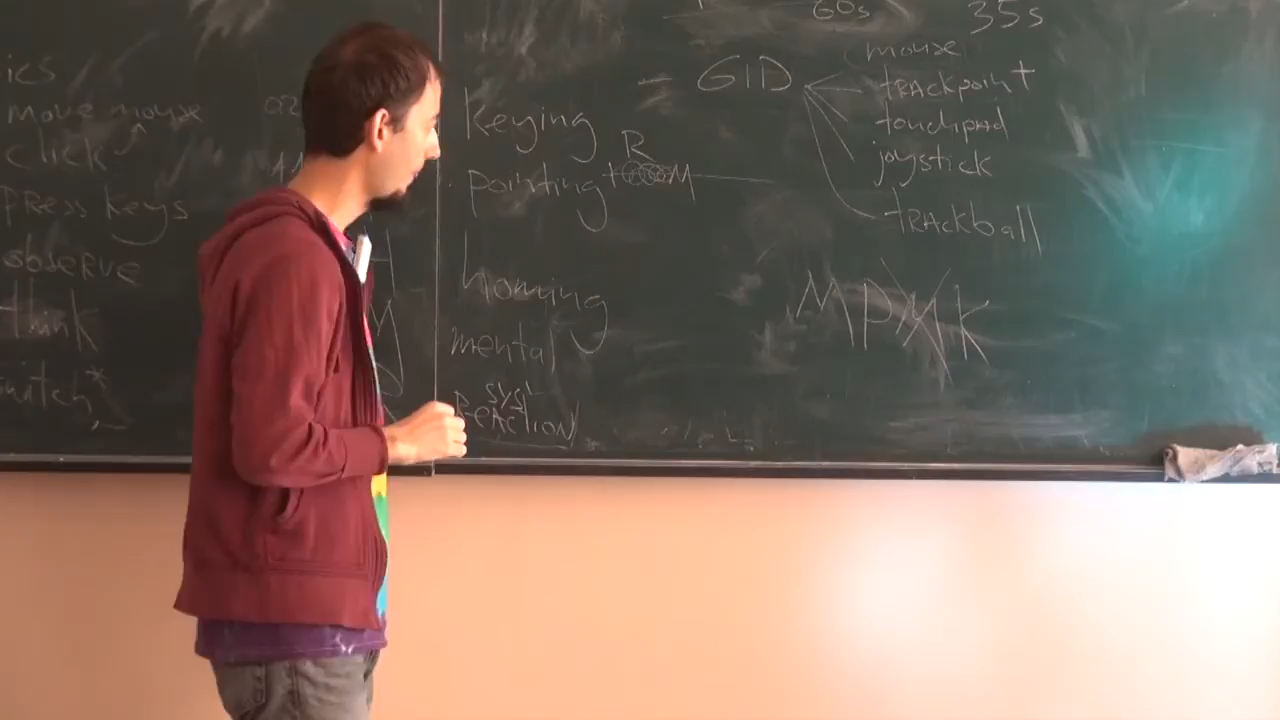 ics
move mouse
click
press keys
observe
think
switch*
keying
pointing
R
M
homing
mental
syst
REACTION
60s
35s
GID
mouse
tRAckpoint
touchpad
joystick
tRAckball
MPMK